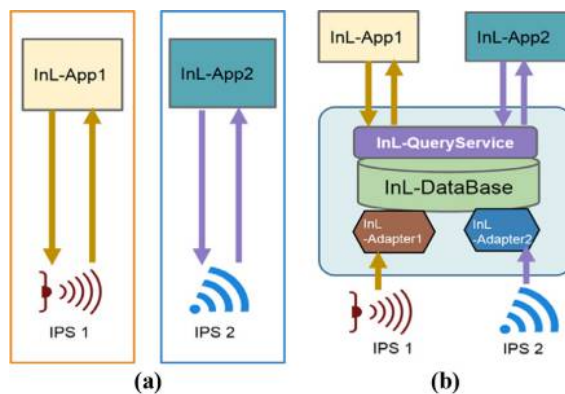 InL-App1
InL-App2
IPS 1
IPS 2
(a)
InL-App1
InL-App2
InL-QueryService
InL-DataBase
InL
-Adapter1
InL
-Adapter2
IPS 1
IPS 2
(b)